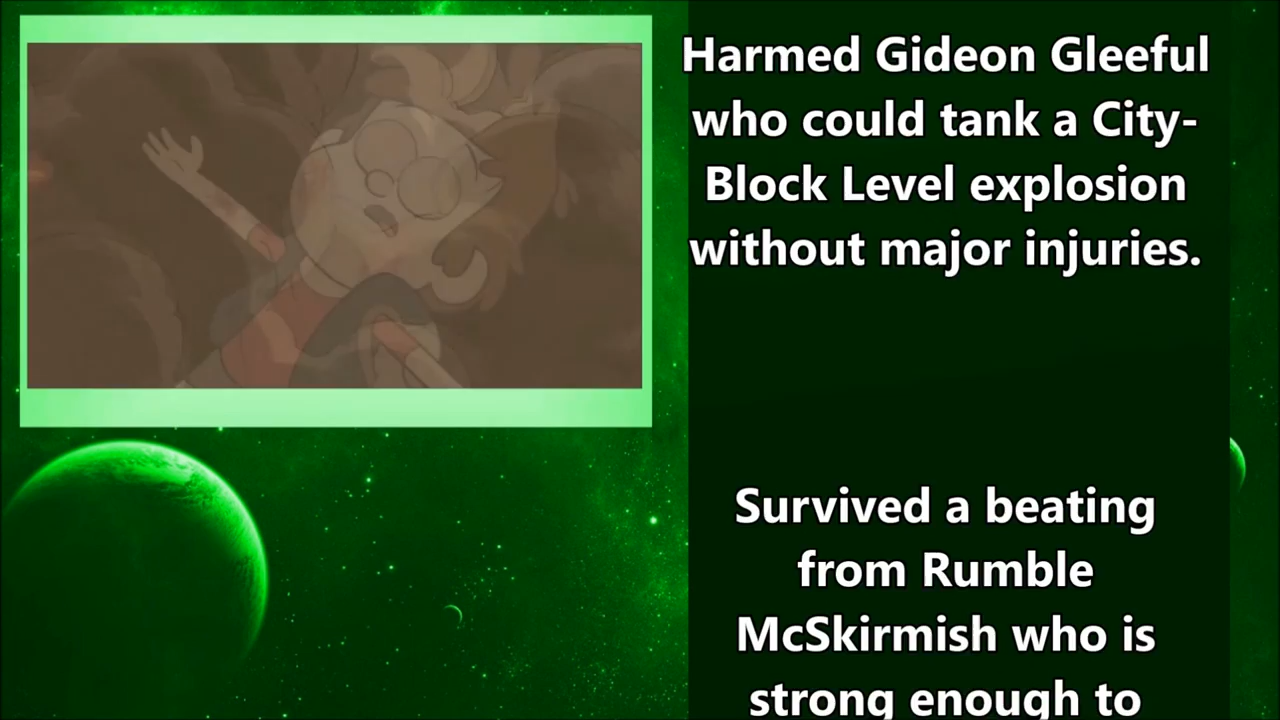 Harmed Gideon Gleeful
who could tank a City-
Block Level explosion
without major injuries.
Survived a beating
from Rumble
McSkirmish who is
strong enough to